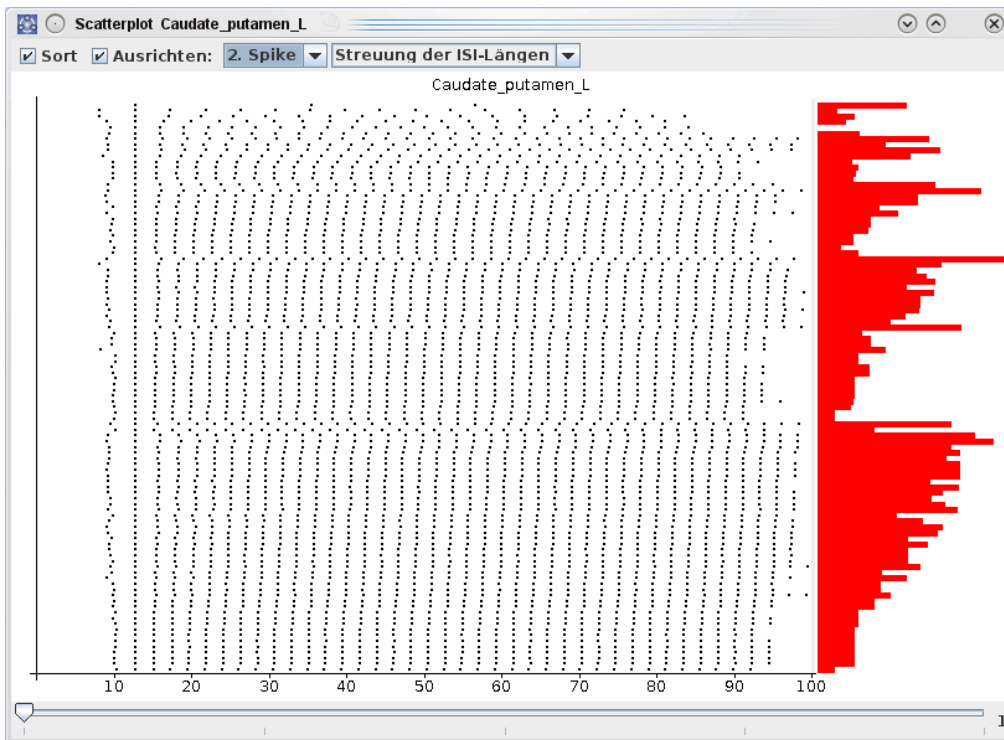 Scatterplot Caudate_putamen_L
Sort Ausrichten: 2. Spike Streuung der ISI-Längen
Caudate_putamen_L
10 20 30 40 50 60 70 80 90 100
1